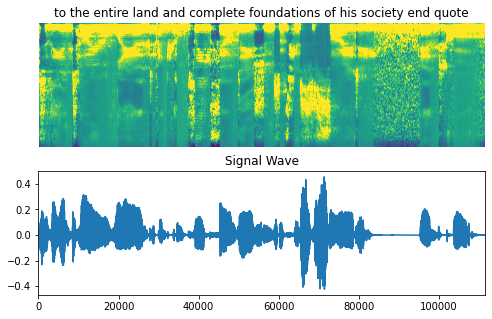 to the entire land and complete foundations of his society end quote
Signal Wave
0.4
0.2
0.0
−0.2
−0.4
0 20000 40000 60000 80000 100000